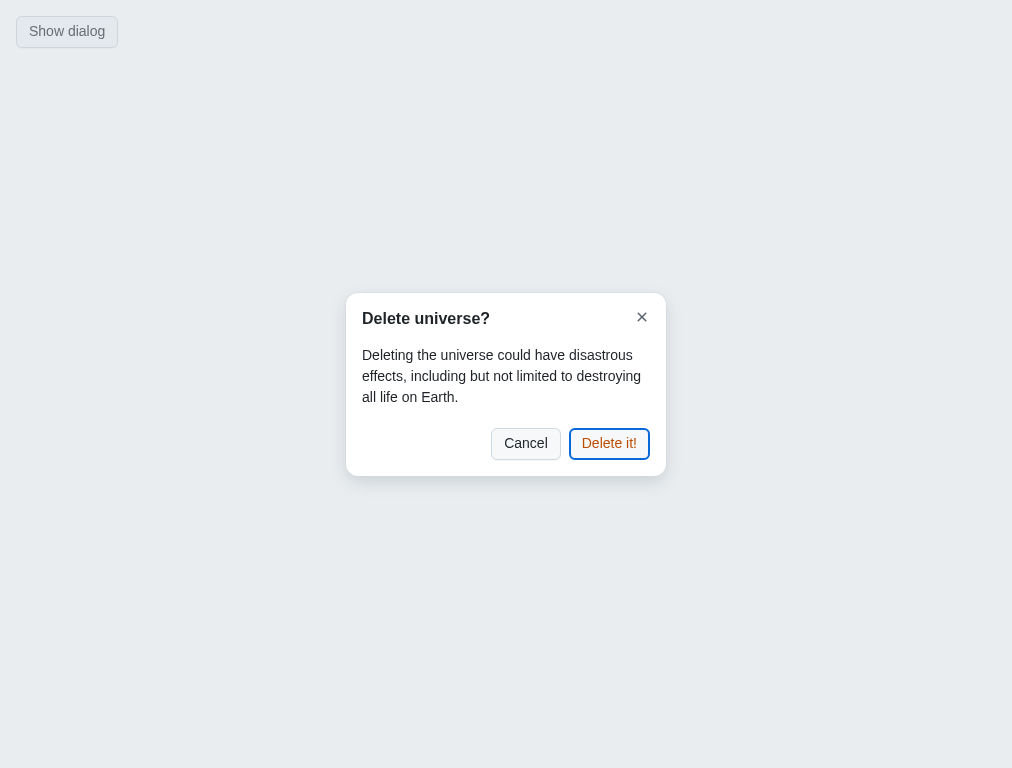 Show dialog
Delete universe?
Deleting the universe could have disastrous
effects, including but not limited to destroying
all life on Earth.
Cancel
Delete it!